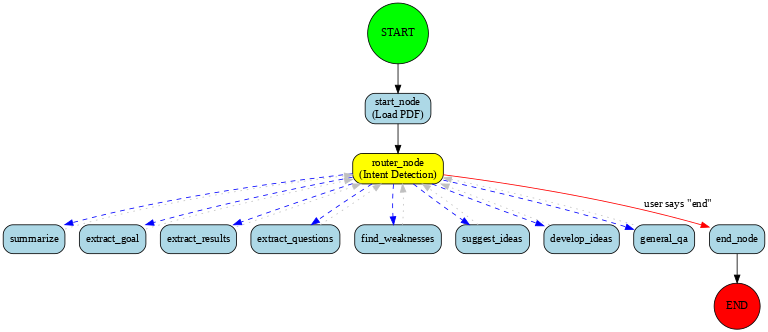 START
start_node
(Load PDF)
router_node
(Intent Detection)
user says "end"
summarize
extract_goal
extract_results
extract_questions
find_weaknesses
suggest_ideas
develop_ideas
general_qa
end_node
END